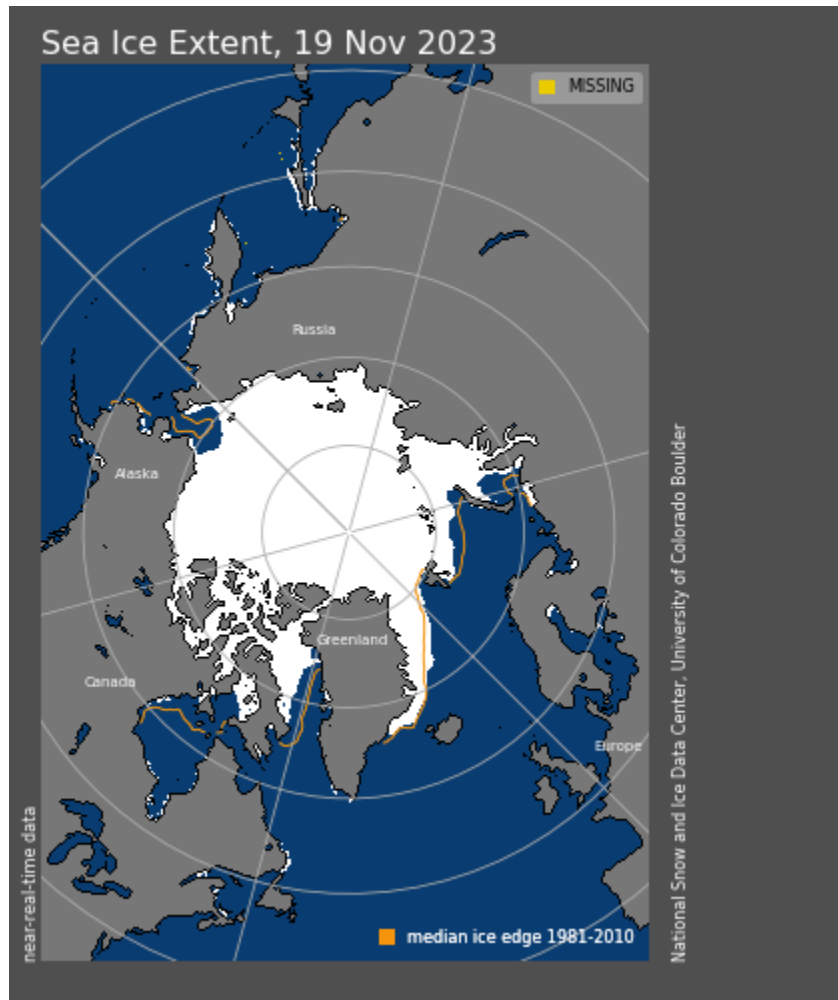 Sea Ice Extent, 19 Nov 2023
MISSING
Russia
Alaska
Greenland
Canada
Europe
near-real-time data
median ice edge 1981-2010
National Snow and Ice Data Center, University of Colorado Boulder